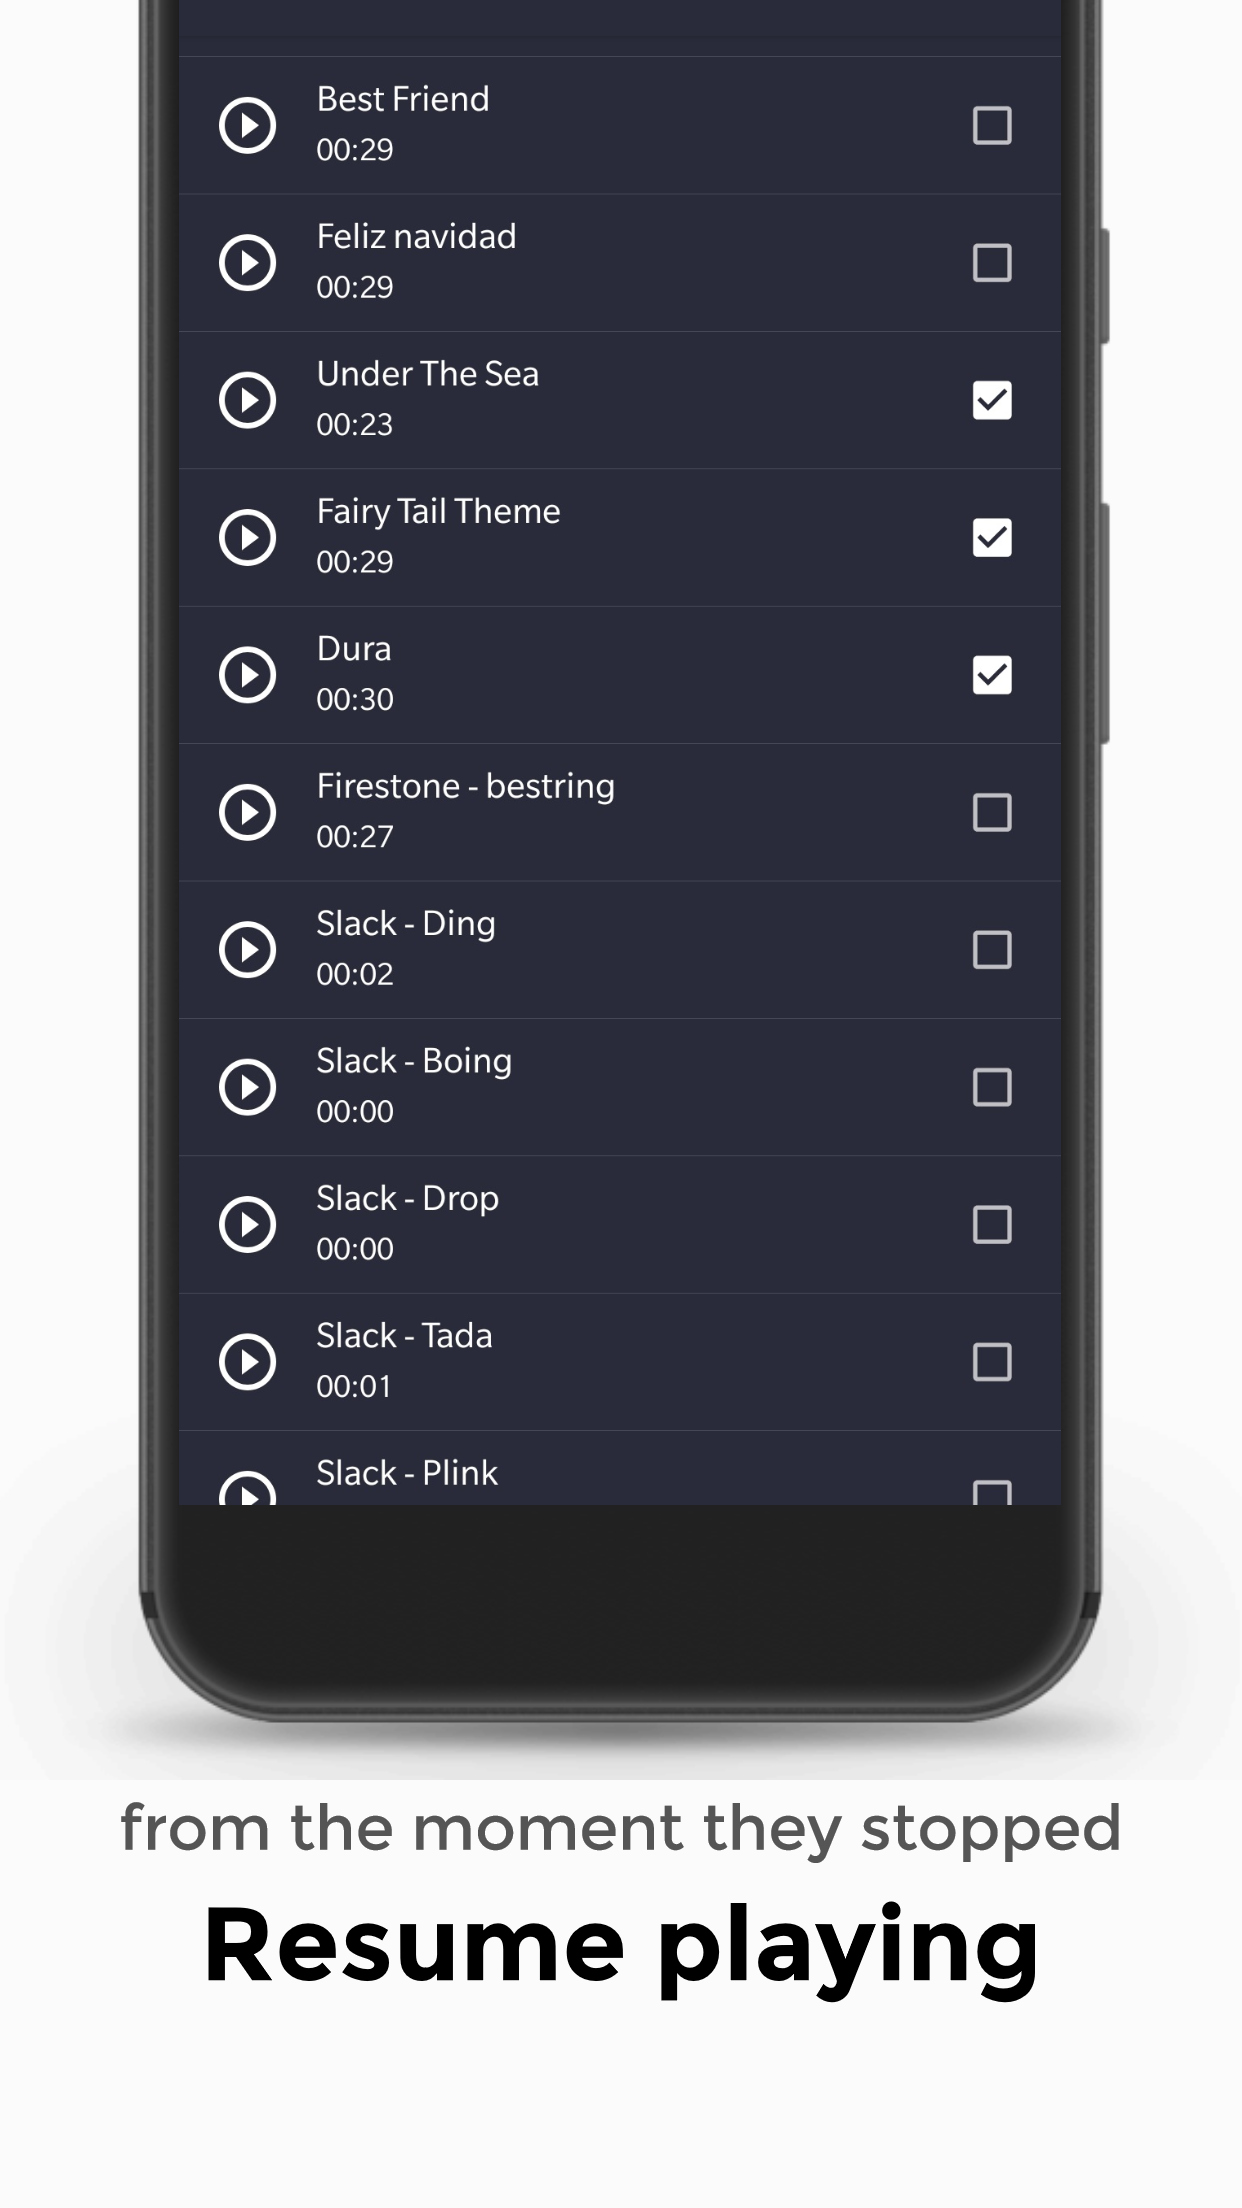 Best Friend
00:29
Feliz navidad
00:29
Under The Sea
00:23
Fairy Tail Theme
00:29
Dura
00:30
Firestone - bestring
00:27
Slack - Ding
00:02
Slack - Boing
00:00
Slack - Drop
00:00
Slack - Tada
00:01
Slack - Plink
from the moment they stopped
Resume playing